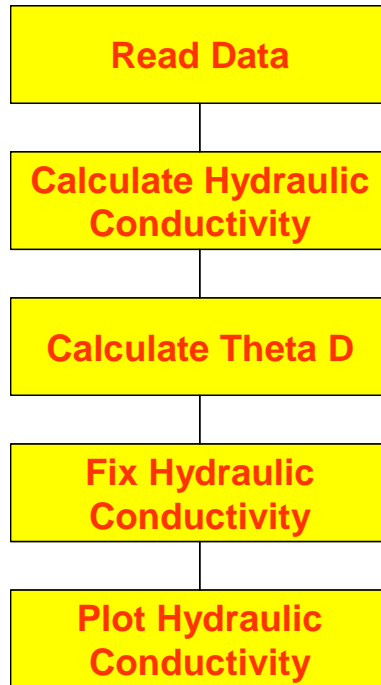 Read Data
Calculate Hydraulic
Conductivity
Calculate Theta D
Fix Hydraulic
Conductivity
Plot Hydraulic
Conductivity